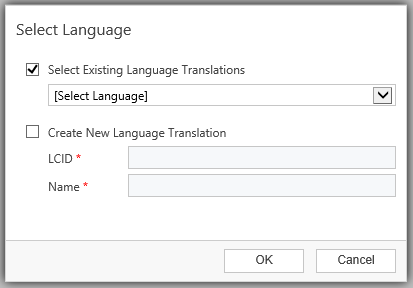 Select Language
Select Existing Language Translations
[Select Language]
Create New Language Translation
LCID *
Name *
OK
Cancel